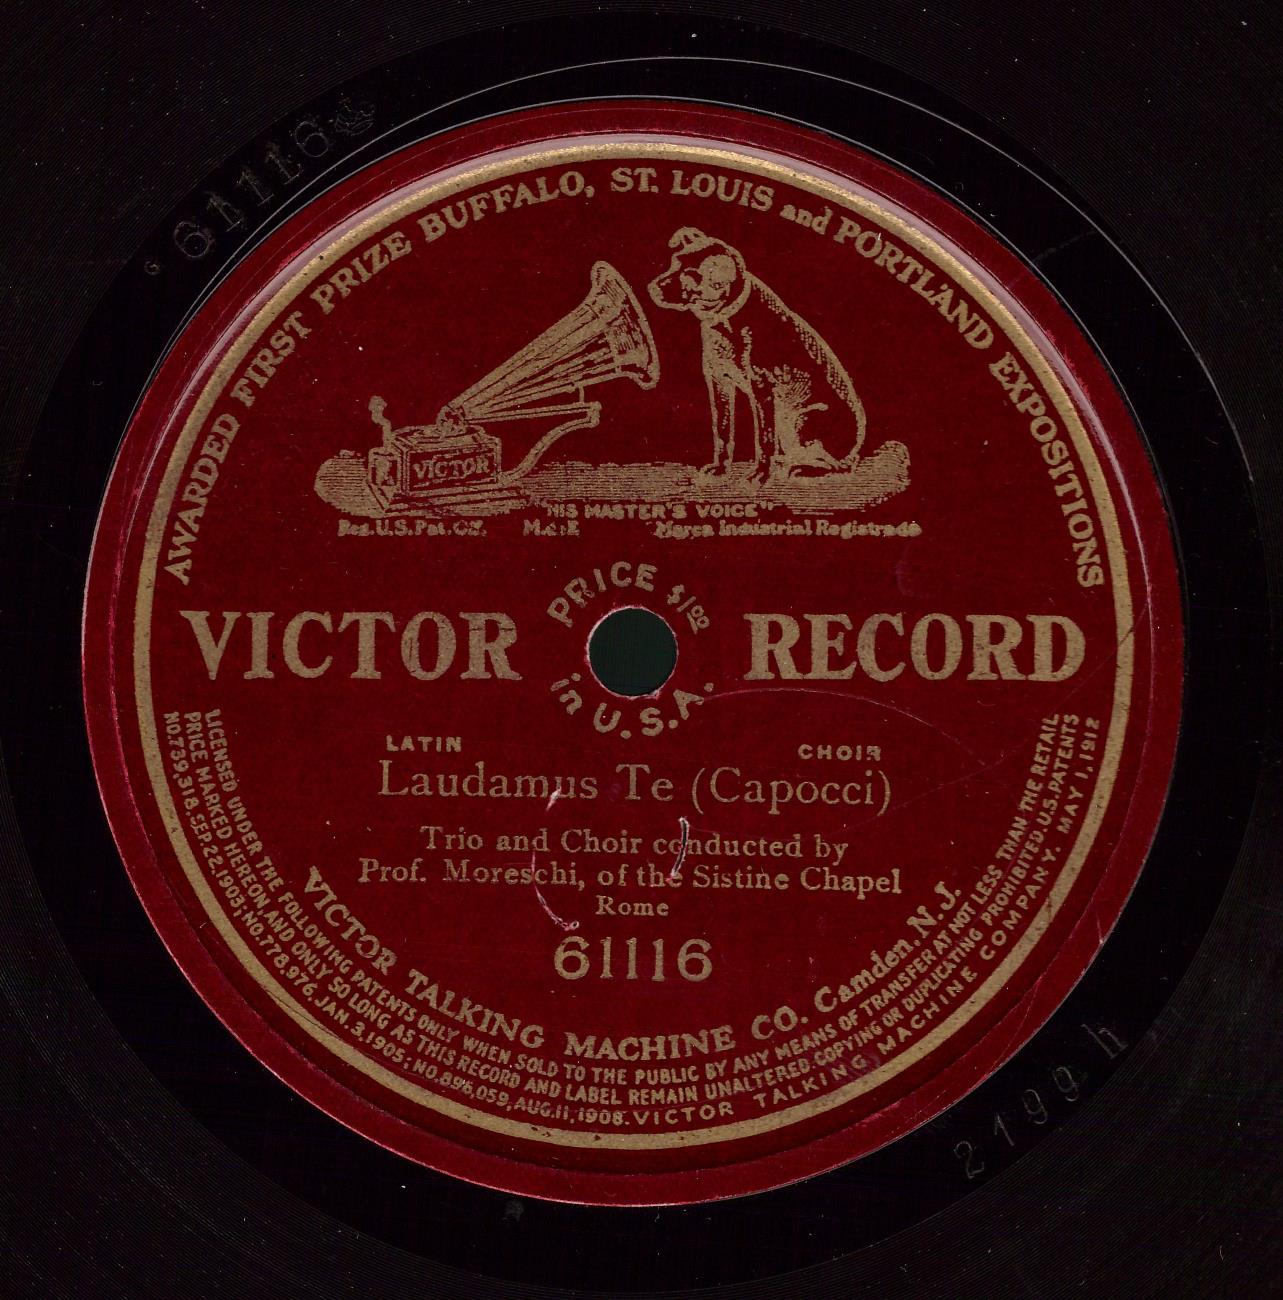 61116
AWARDED FIRST PRIZE BUFFALO, ST. LOUIS and PORTLAND EXPOSITIONS
VICTOR
"HIS MASTER'S VOICE"
Reg. U.S. Pat. Off. M. de F. Marca Industrial Registrada
PRICE $1.00
VICTOR RECORD
in U.S.A.
LATIN CHOIR
Laudamus Te (Capocci)
Trio and Choir conducted by
Prof. Moreschi, of the Sistine Chapel
Rome
61116
VICTOR TALKING MACHINE CO. Camden, N.J.
LICENSED UNDER THE FOLLOWING PATENTS ONLY WHEN SOLD TO THE PUBLIC BY ANY MEANS OF TRANSFER AT NOT LESS THAN THE RETAIL
PRICE MARKED HEREON AND ONLY SO LONG AS THIS RECORD AND LABEL REMAIN UNALTERED. COPYING OR DUPLICATING PROHIBITED. U.S. PATENTS
NO. 739,318. SEP. 22, 1903; NO. 778,976. JAN. 3, 1905; NO. 896,059, AUG. 11, 1908. VICTOR TALKING MACHINE COMPANY. MAY 1, 1912
2199 h